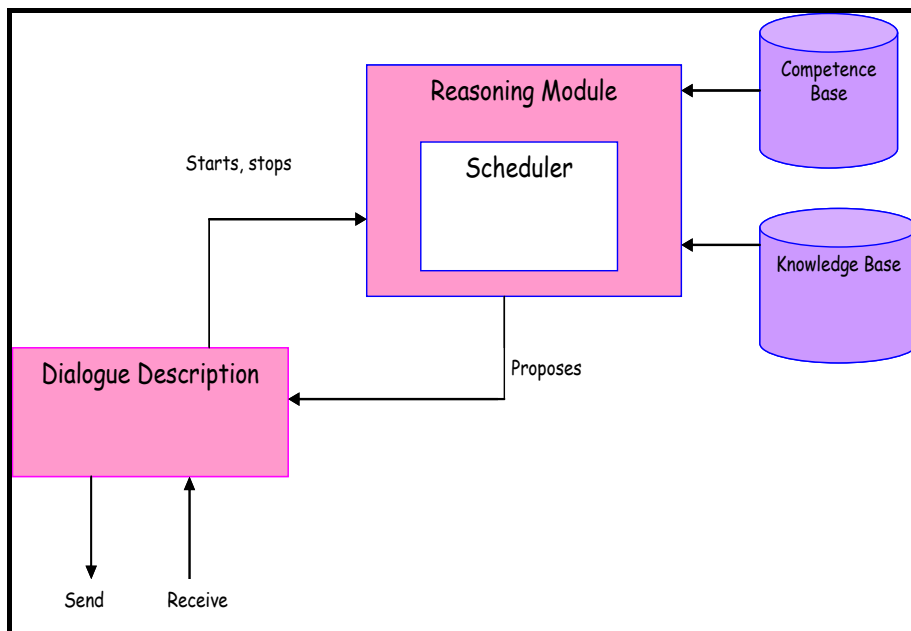 Competence
Base
Reasoning Module
Starts, stops
Scheduler
Knowledge Base
Dialogue Description
Proposes
Send
Receive